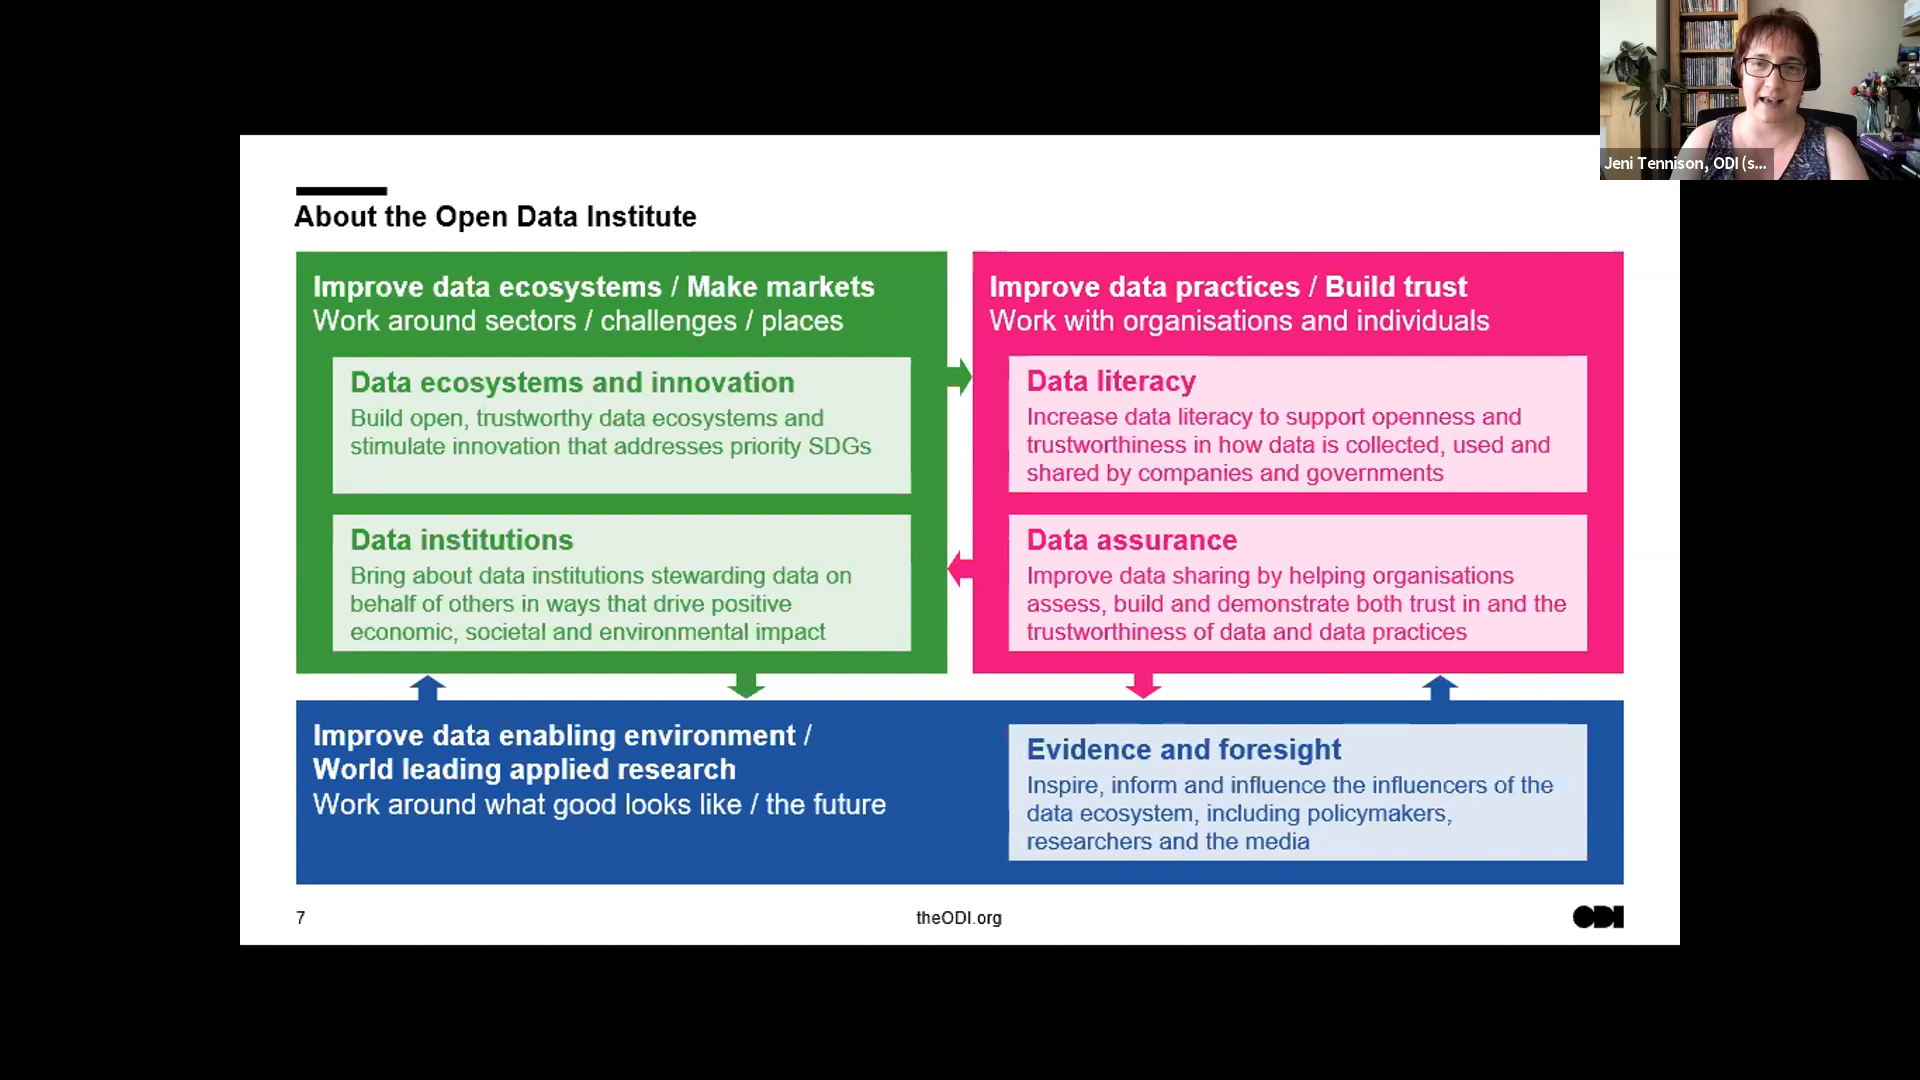 Jeni Tennison, ODI (s...
About the Open Data Institute
Improve data ecosystems / Make markets
Work around sectors / challenges / places
Data ecosystems and innovation
Build open, trustworthy data ecosystems and
stimulate innovation that addresses priority SDGs
Data institutions
Bring about data institutions stewarding data on
behalf of others in ways that drive positive
economic, societal and environmental impact
Improve data practices / Build trust
Work with organisations and individuals
Data literacy
Increase data literacy to support openness and
trustworthiness in how data is collected, used and
shared by companies and governments
Data assurance
Improve data sharing by helping organisations
assess, build and demonstrate both trust in and the
trustworthiness of data and data practices
Improve data enabling environment /
World leading applied research
Work around what good looks like / the future
Evidence and foresight
Inspire, inform and influence the influencers of the
data ecosystem, including policymakers,
researchers and the media
7
theODI.org
ODI